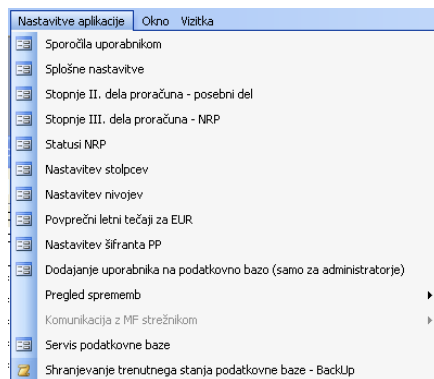 Nastavitve aplikacije Okno Vizitka
Sporočila uporabnikom
Splošne nastavitve
Stopnje II. dela proračuna - posebni del
Stopnje III. dela proračuna - NRP
Statusi NRP
Nastavitev stolpcev
Nastavitev nivojev
Povprečni letni tečaji za EUR
Nastavitev šifranta PP
Dodajanje uporabnika na podatkovno bazo (samo za administratorje)
Pregled sprememb
Komunikacija z MF strežnikom
Servis podatkovne baze
Shranjevanje trenutnega stanja podatkovne baze - BackUp